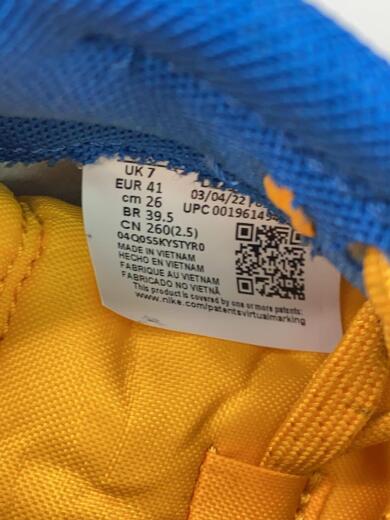 UK 7
EUR 41
03/04/22
cm 26
UPC 00196149
BR 39.5
CN 260(2.5)
04Q0SSKYSTYR0
MADE IN VIETNAM
HECHO EN VIETNAM
FABRIQUE AU VIETNAM
FABRICADO NO VIETNÃ
This product is covered by one or more patents:
www.nike.com/patentsvirtualmarking